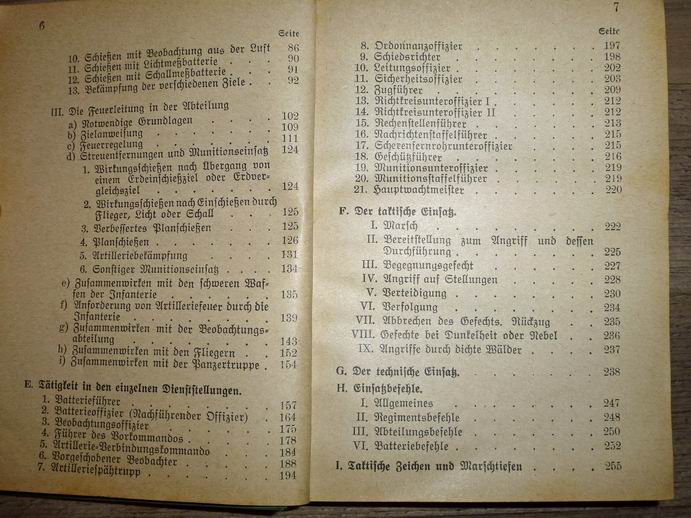 6
Seite
10. Schießen mit Beobachtung aus der Luft 86
11. Schießen mit Lichtmeßbatterie . . . 90
12. Schießen mit Schallmeßbatterie . . . 91
13. Bekämpfung der verschiedenen Ziele . . 92
III. Die Feuerleitung in der Abteilung
a) Notwendige Grundlagen . . . . 102
b) Zielanweisung . . . . 109
c) Feuerregelung . . . . 111
d) Streuentfernungen und Munitionseinsatz 124
1. Wirkungsschießen nach Übergang von
einem Erdeinschießziel oder Erdver-
gleichsziel . . . . 124
2. Wirkungsschießen nach Einschießen durch
Flieger, Licht oder Schall . . . 125
3. Verbessertes Planschießen . . . 125
4. Planschießen . . . . 126
5. Artilleriebekämpfung . . . . 131
6. Sonstiger Munitionseinsatz . . . 134
e) Zusammenwirken mit den schweren Waf-
fen der Infanterie . . . . 135
f) Anforderung von Artilleriefeuer durch die
Infanterie . . . . 139
g) Zusammenwirken mit der Beobachtungs-
abteilung . . . . 143
h) Zusammenwirken mit den Fliegern . . 152
i) Zusammenwirken mit der Panzertruppe . 154
E. Tätigkeit in den einzelnen Dienststellungen.
1. Batterieführer . . . . 157
2. Batterieoffizier (Nachführender Offizier) . 164
3. Beobachtungsoffizier . . . . 175
4. Führer des Vorkommandos . . . . 178
5. Artillerie-Verbindungskommando . . 184
6. Vorgeschobener Beobachter . . . . 188
7. Artilleriespähtrupp . . . . 194
7
Seite
8. Ordonnanzoffizier . . . . 197
9. Schiedsrichter . . . . 198
10. Leitungsoffizier . . . . 202
11. Sicherheitsoffizier . . . . 203
12. Zugführer . . . . 209
13. Richtkreisunteroffizier I . . . . 212
14. Richtkreisunteroffizier II . . . . 212
15. Rechenstellenführer . . . . 213
16. Nachrichtenstaffelführer . . . . 215
17. Scherenfernrohrunteroffizier . . . . 215
18. Geschützführer . . . . 216
19. Munitionsunteroffizier . . . . 219
20. Munitionsstaffelführer . . . . 219
21. Hauptwachtmeister . . . . 220
F. Der taktische Einsatz.
I. Marsch . . . . 222
II. Bereitstellung zum Angriff und dessen
Durchführung . . . . 225
III. Begegnungsgefecht . . . . 227
IV. Angriff auf Stellungen . . . . 228
V. Verteidigung . . . . 230
VI. Verfolgung . . . . 234
VII. Abbrechen des Gefechts. Rückzug . . 235
VIII. Gefechte bei Dunkelheit oder Nebel . 236
IX. Angriffe durch dichte Wälder . . . 237
G. Der technische Einsatz. . . . . 238
H. Einsatzbefehle.
I. Allgemeines . . . . 247
II. Regimentsbefehle . . . . 248
III. Abteilungsbefehle . . . . 250
VI. Batteriebefehle . . . . 252
I. Taktische Zeichen und Marschtiefen . . . . 255